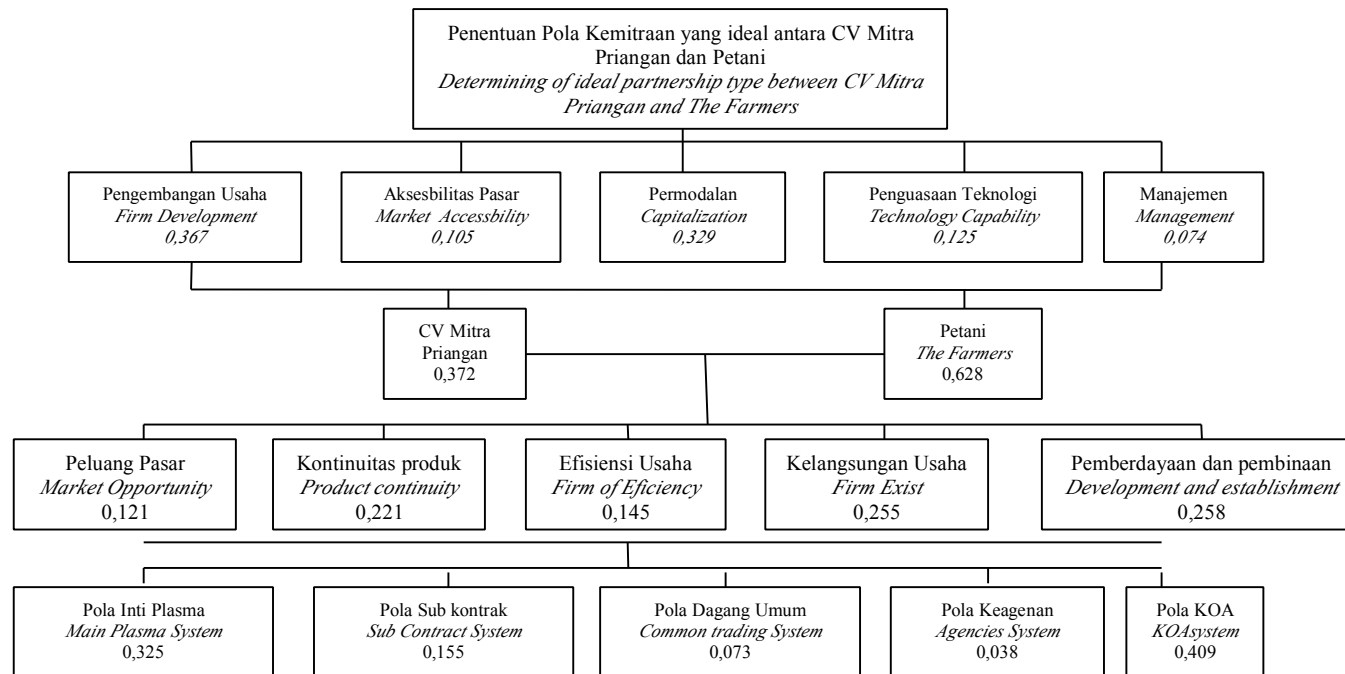 Penentuan Pola Kemitraan yang ideal antara CV Mitra
Priangan dan Petani
Determining of ideal partnership type between CV Mitra
Priangan and The Farmers
Pengembangan Usaha
Firm Development
0,367
Aksesbilitas Pasar
Market Accessbility
0,105
Permodalan
Capitalization
0,329
Penguasaan Teknologi
Technology Capability
0,125
Manajemen
Management
0,074
CV Mitra
Priangan
0,372
Petani
The Farmers
0,628
Peluang Pasar
Market Opportunity
0,121
Kontinuitas produk
Product continuity
0,221
Efisiensi Usaha
Firm of Eficiency
0,145
Kelangsungan Usaha
Firm Exist
0,255
Pemberdayaan dan pembinaan
Development and establishment
0,258
Pola Inti Plasma
Main Plasma System
0,325
Pola Sub kontrak
Sub Contract System
0,155
Pola Dagang Umum
Common trading System
0,073
Pola Keagenan
Agencies System
0,038
Pola KOA
KOAsystem
0,409